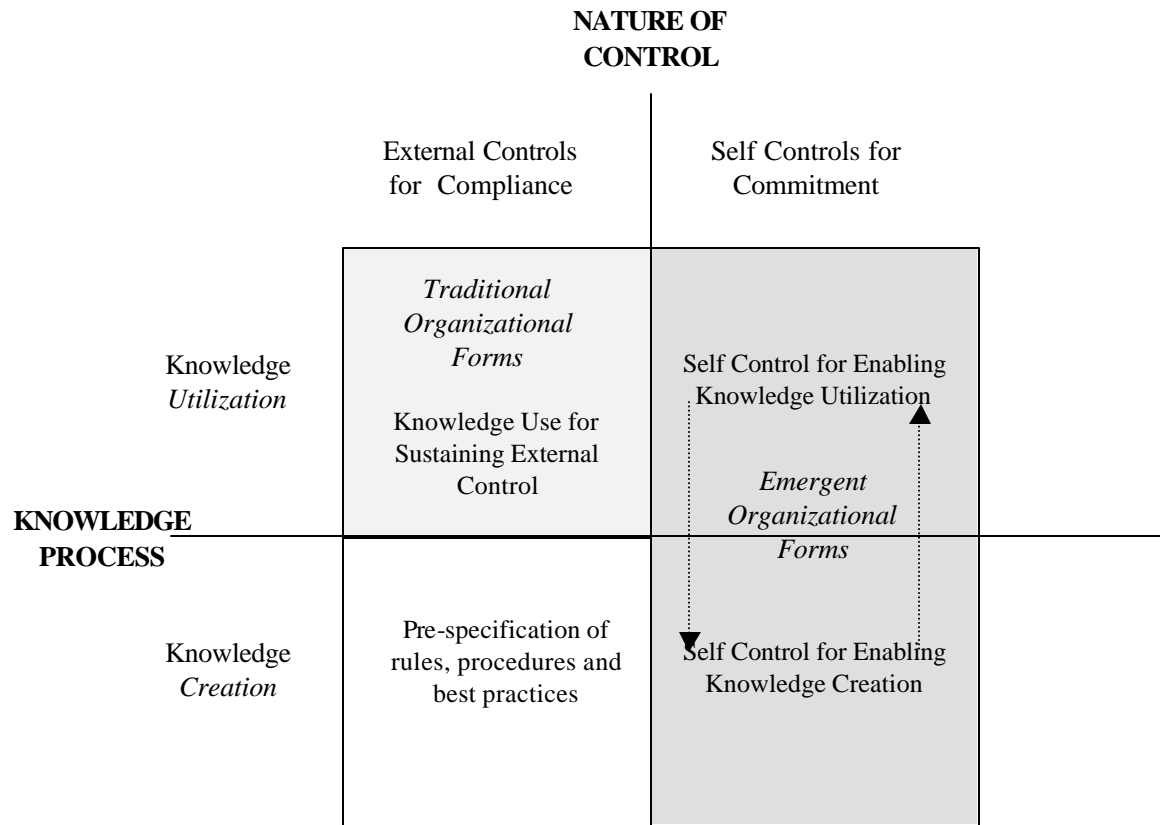 NATURE OF
CONTROL
External Controls
for Compliance
Self Controls for
Commitment
Traditional
Organizational
Forms
Knowledge
Utilization
Knowledge Use for
Sustaining External
Control
Self Control for Enabling
Knowledge Utilization
Emergent
Organizational
Forms
KNOWLEDGE
PROCESS
Knowledge
Creation
Pre-specification of
rules, procedures and
best practices
Self Control for Enabling
Knowledge Creation